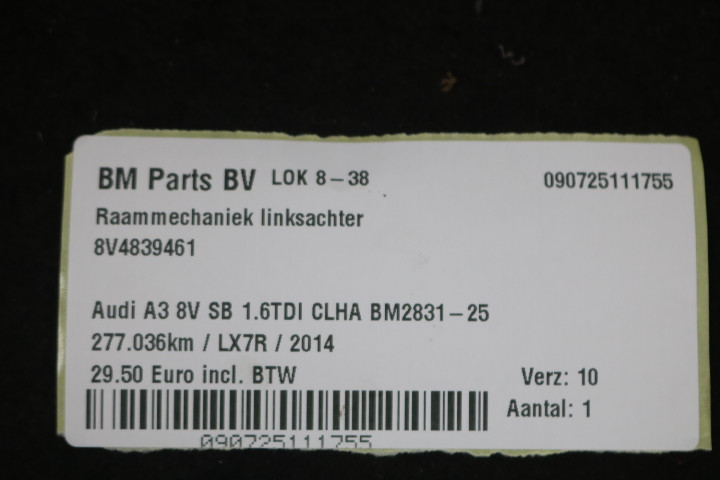 BM Parts BV LOK 8-38 090725111755
Raammechaniek linksachter
8V4839461
Audi A3 8V SB 1.6TDI CLHA BM2831-25
277.036km / LX7R / 2014
29.50 Euro incl. BTW Verz: 10
Aantal: 1
090725111755